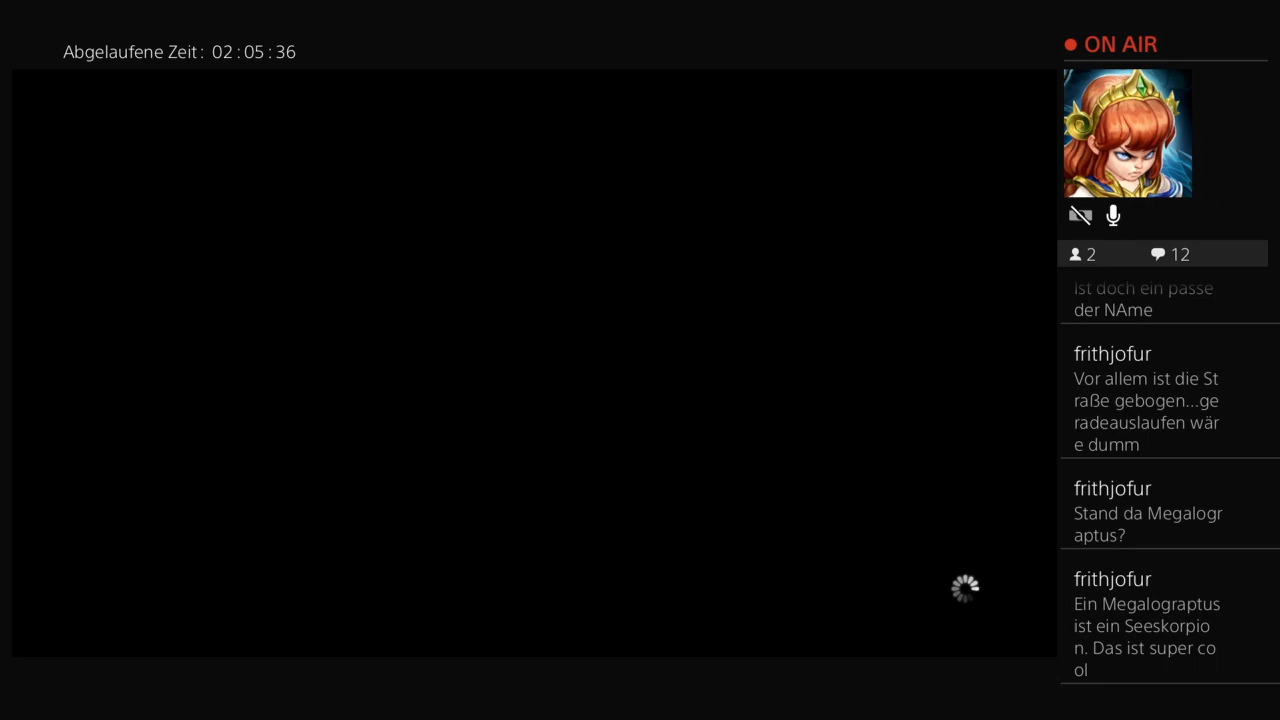 Abgelaufene Zeit: 02:05:36
ON AIR
2
12
Ist doch ein passe
der NAme
frithjofur
Vor allem ist die St
raße gebogen...ge
radeauslaufen wär
e dumm
frithjofur
Stand da Megalogr
aptus?
frithjofur
Ein Megalograptus
ist ein Seeskorpio
n. Das ist super co
ol